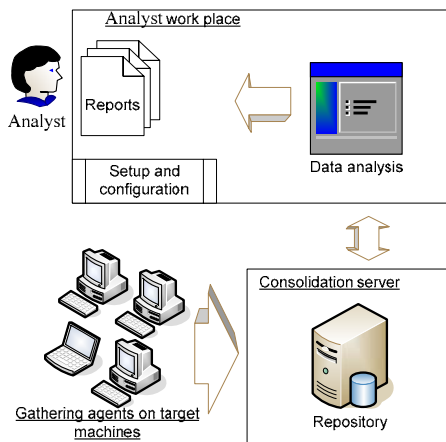 Analyst work place
Analyst
Reports
Data analysis
Setup and
configuration
Consolidation server
Repository
Gathering agents on target
machines